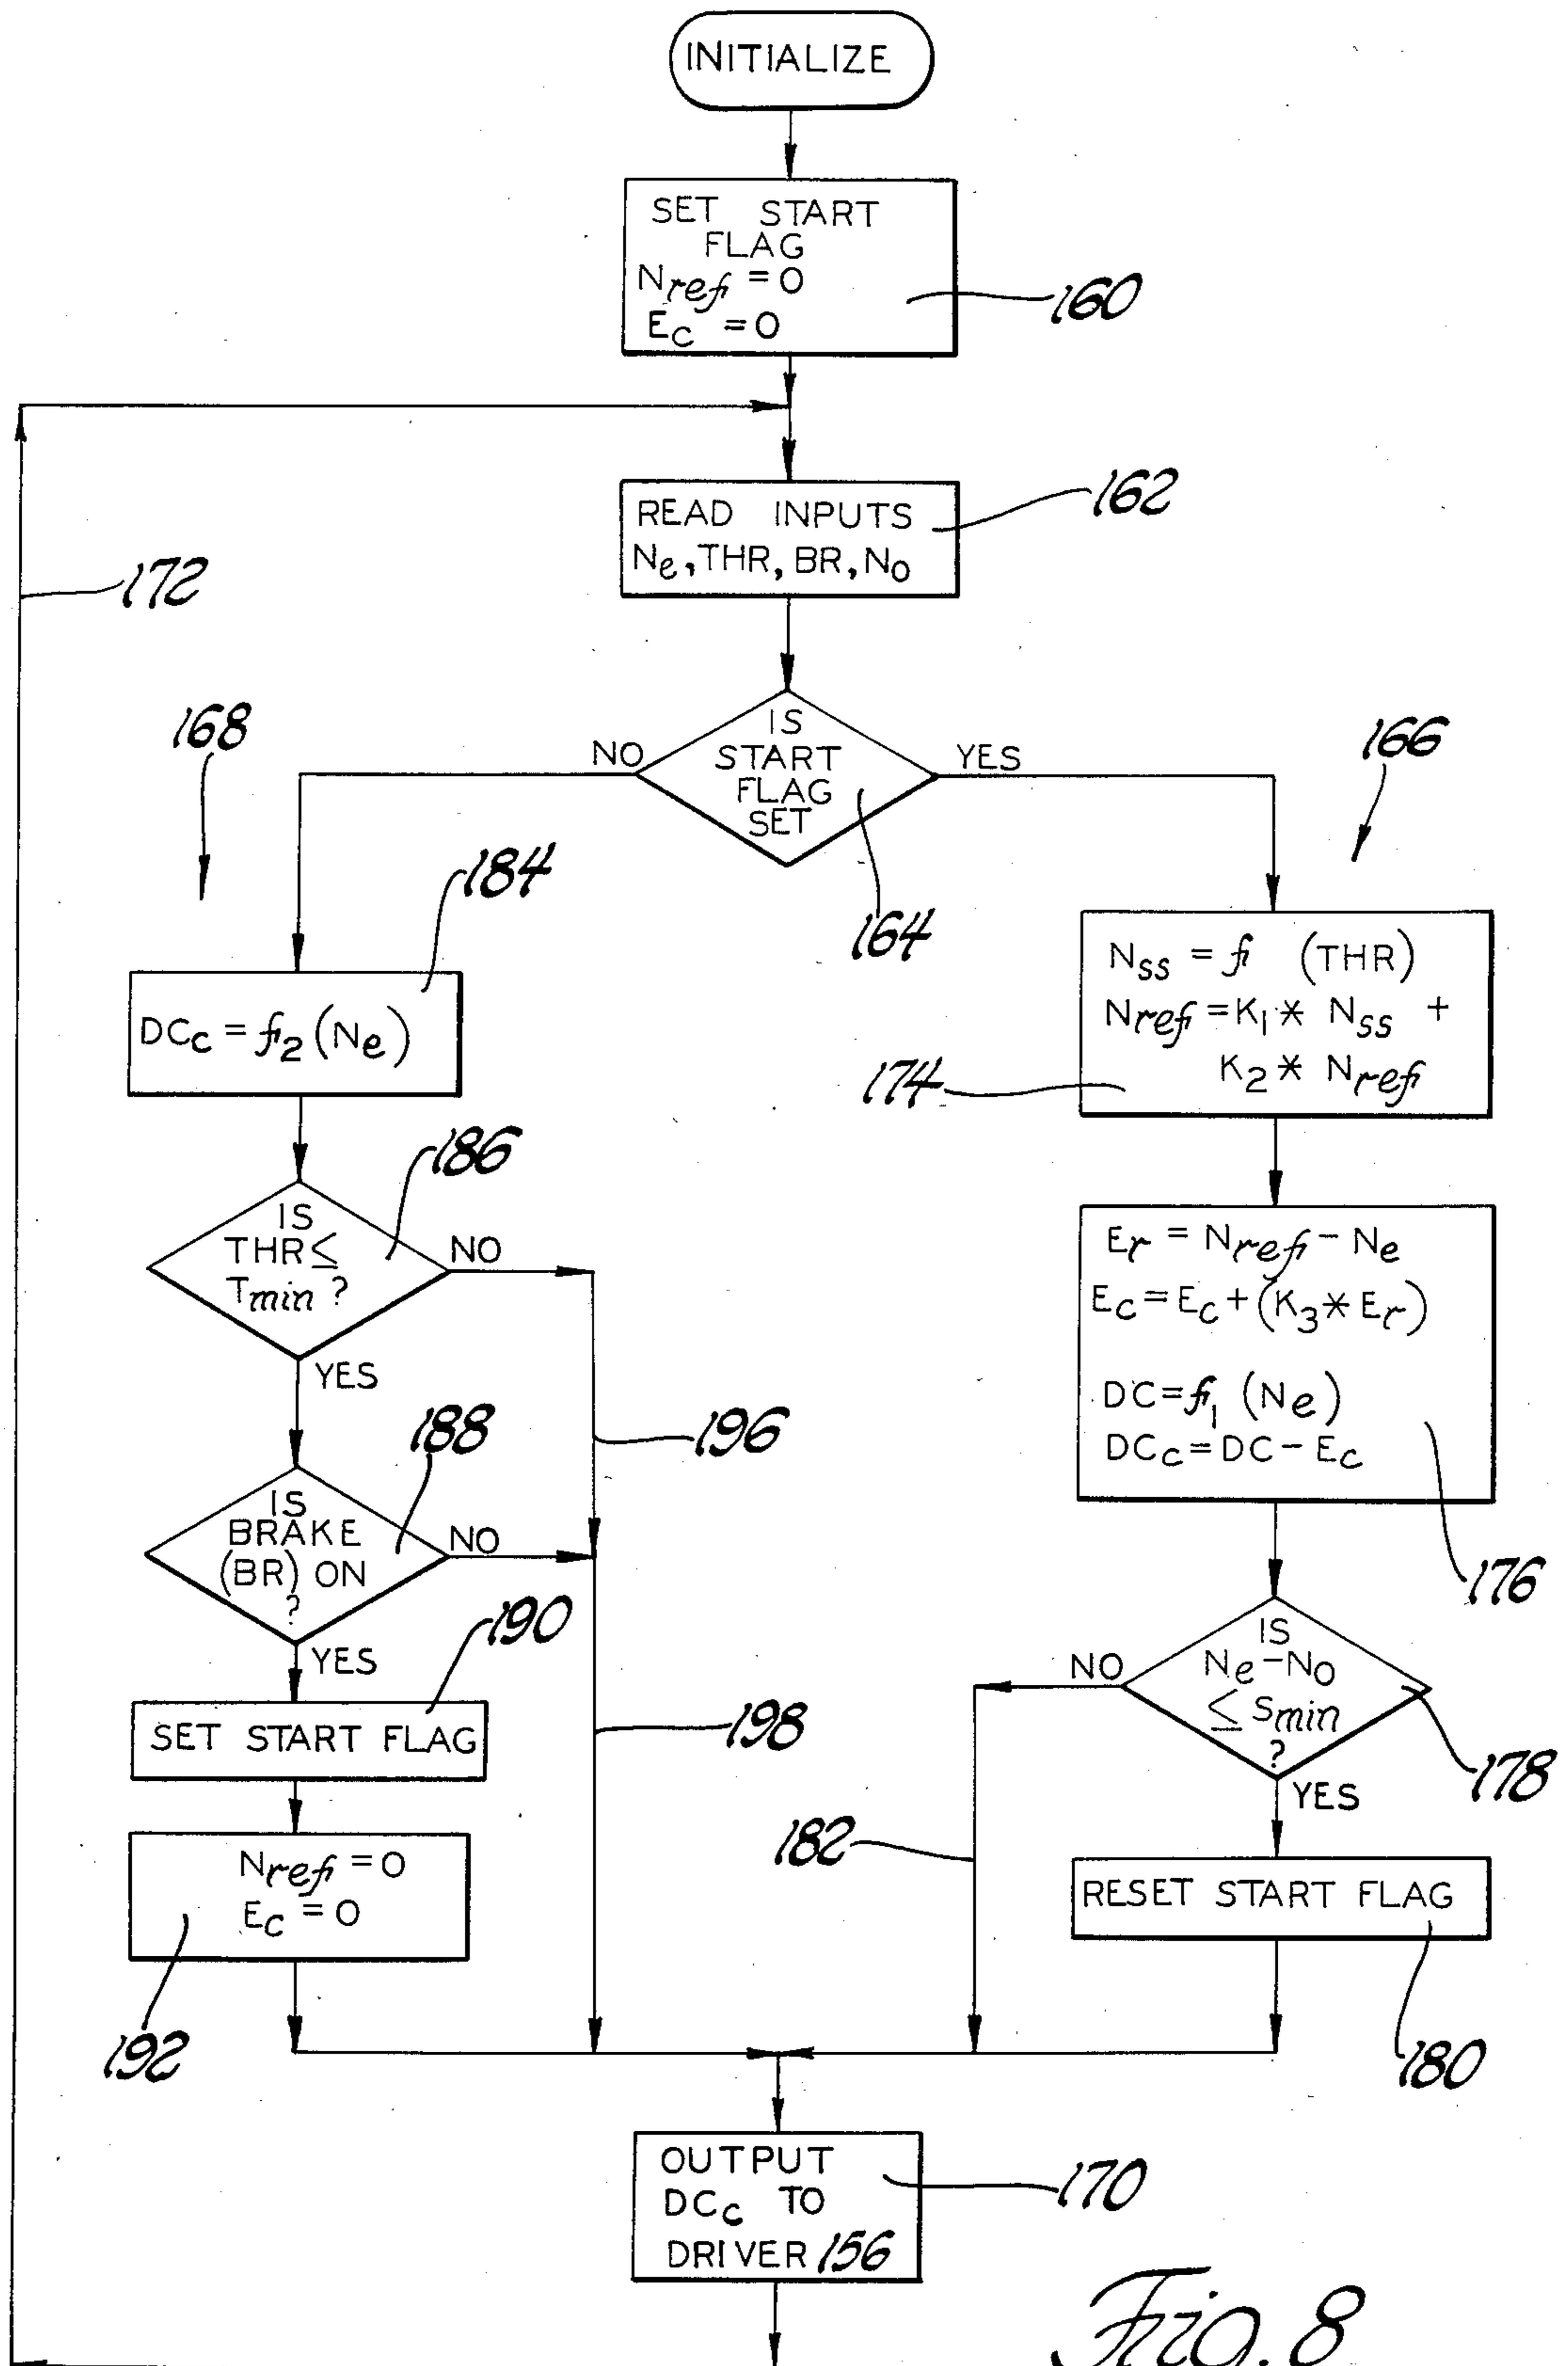 INITIALIZE
SET START
FLAG
Nref = 0
Ec = 0
160
READ INPUTS
Ne, THR, BR, No
162
172
IS
START
FLAG
SET
NO
YES
164
168
166
184
DCc = f2 (Ne)
Nss = f (THR)
Nref = K1 * Nss +
K2 * Nref
174
186
IS
THR ≤
Tmin ?
NO
YES
196
Er = Nref - Ne
Ec = Ec + (K3 * Er)
DC = f1 (Ne)
DCc = DC - Ec
176
188
IS
BRAKE
(BR) ON
?
NO
YES
190
SET START FLAG
198
IS
Ne - No
≤ Smin
?
NO
YES
178
182
RESET START FLAG
180
Nref = 0
Ec = 0
192
OUTPUT
DCc TO
DRIVER 156
170
Fig. 8